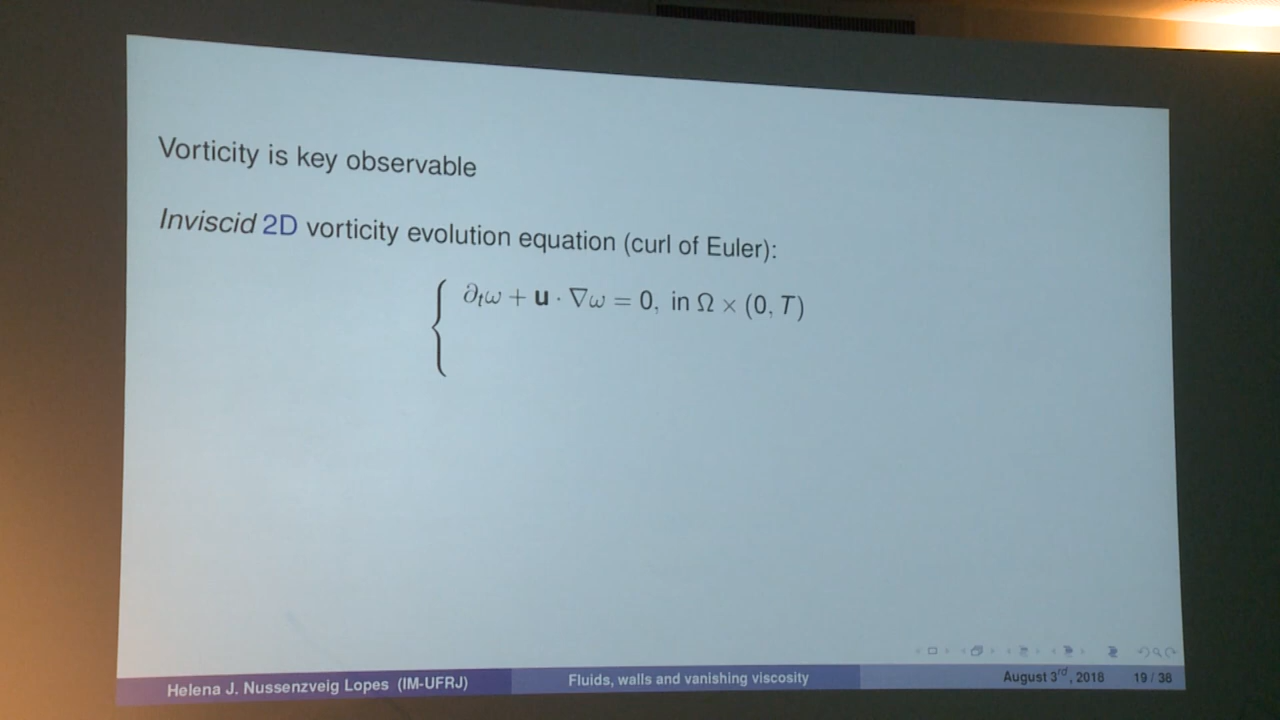 Vorticity is key observable
Inviscid 2D vorticity evolution equation (curl of Euler):
∂ₜω + u · ∇ω = 0, in Ω × (0, T)
Helena J. Nussenzveig Lopes (IM-UFRJ) Fluids, walls and vanishing viscosity August 3rd, 2018 19 / 38